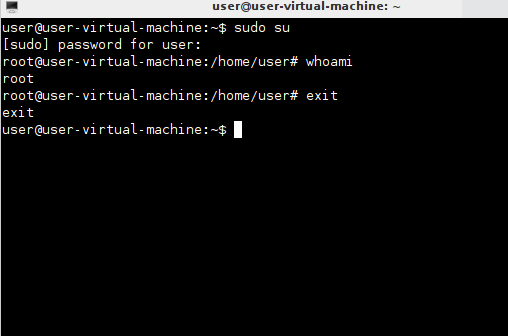 user@user-virtual-machine: ~
user@user-virtual-machine:~$ sudo su
[sudo] password for user:
root@user-virtual-machine:/home/user# whoami
root
root@user-virtual-machine:/home/user# exit
exit
user@user-virtual-machine:~$